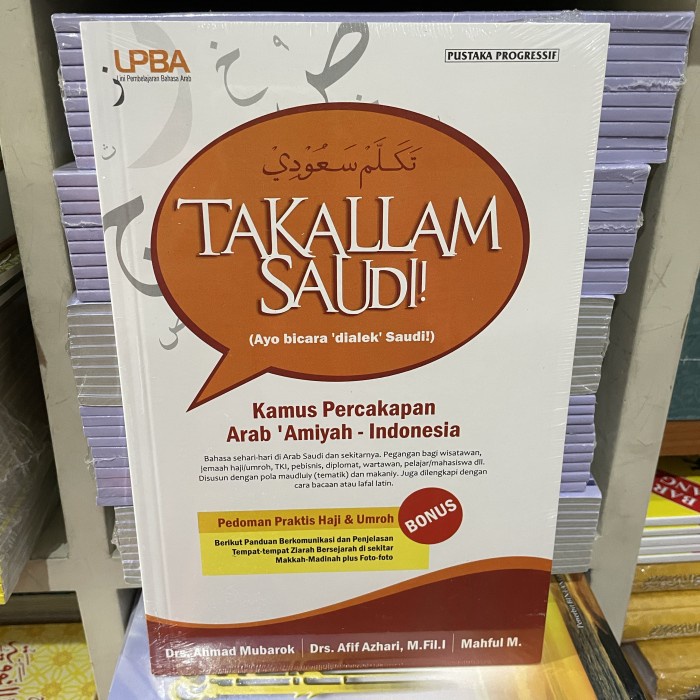 LPBA
Lini Pembelajaran Bahasa Arab
PUSTAKA PROGRESSIF
تَكَلَّمْ سَعُوْدِيْ
TAKALLAM
SAUDI!
(Ayo bicara 'dialek' Saudi!)
Kamus Percakapan
Arab 'Amiyah - Indonesia
Bahasa sehari-hari di Arab Saudi dan sekitarnya. Pegangan bagi wisatawan,
jemaah haji/umroh, TKI, pebisnis, diplomat, wartawan, pelajar/mahasiswa dll.
Disusun dengan pola maudluiy (tematik) dan makaniy. Juga dilengkapi dengan
cara bacaan atau lafal latin.
Pedoman Praktis Haji & Umroh
BONUS
Berikut Panduan Berkomunikasi dan Penjelasan
Tempat-tempat Ziarah Bersejarah di sekitar
Makkah-Madinah plus Foto-foto
Drs. Ahmad Mubarok | Drs. Afif Azhari, M.Fil.I | Mahful M.